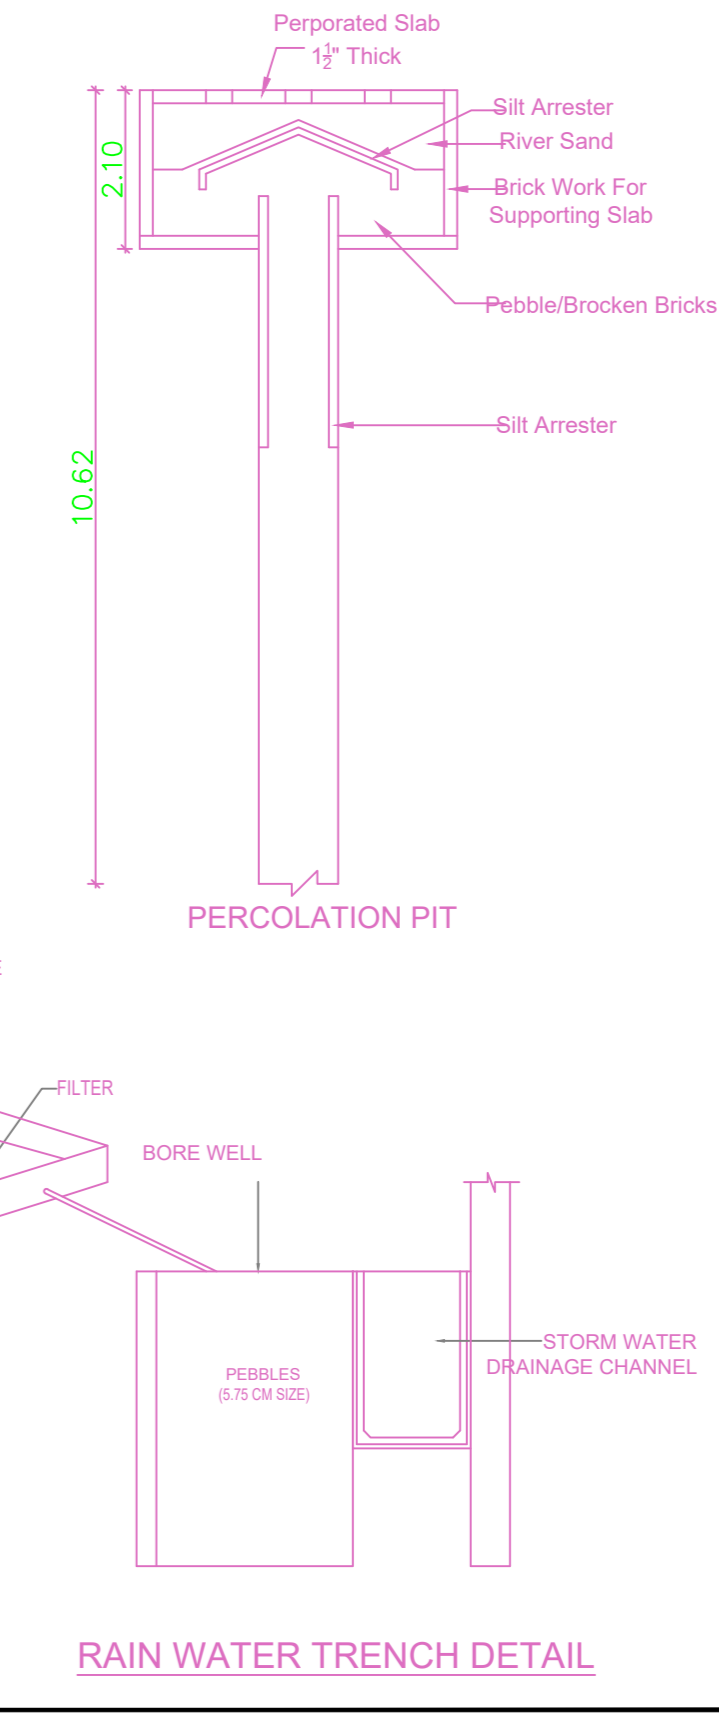 Perporated Slab
1½" Thick
Silt Arrester
River Sand
Brick Work For
Supporting Slab
2.10
Pebble/Brocken Bricks
Silt Arrester
10.62
PERCOLATION PIT
FILTER
BORE WELL
STORM WATER
DRAINAGE CHANNEL
PEBBLES
(5.75 CM SIZE)
RAIN WATER TRENCH DETAIL